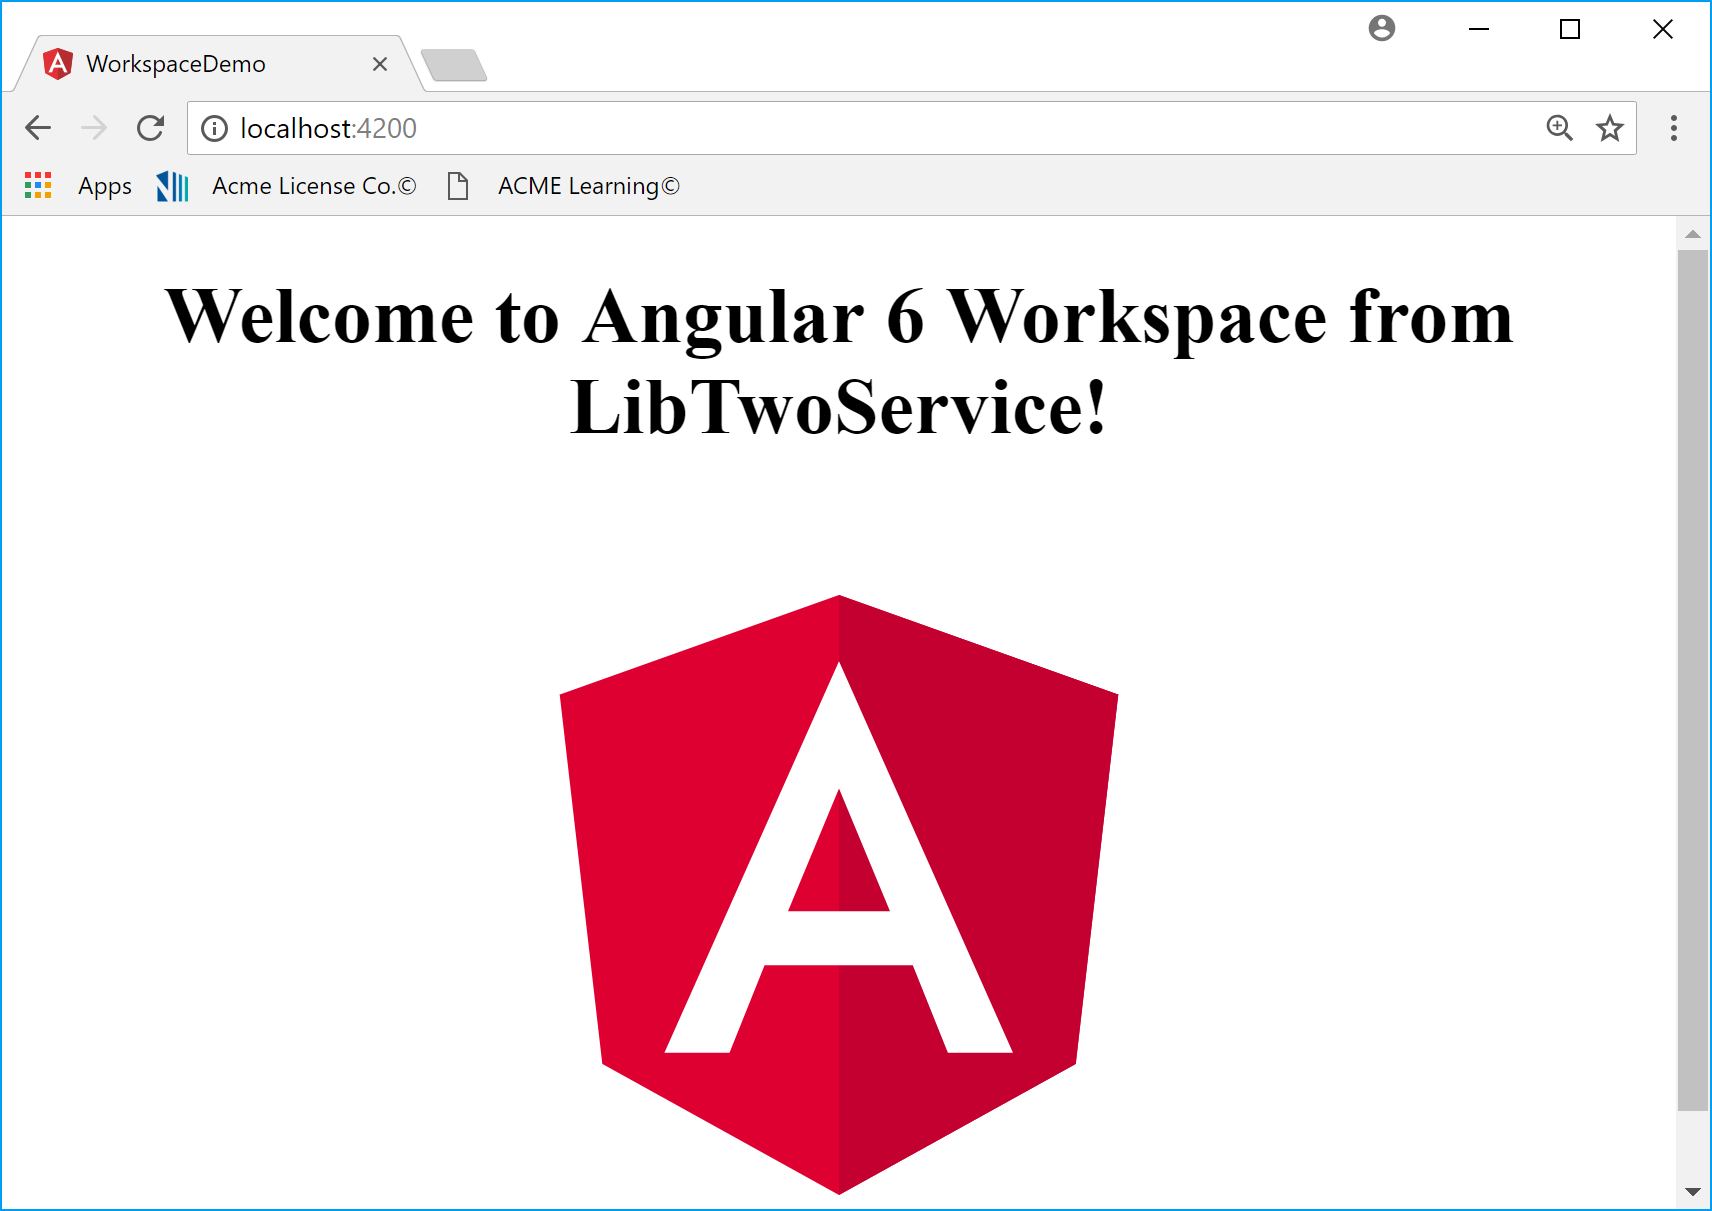 WorkspaceDemo
localhost:4200
Apps Acme License Co.© ACME Learning©
Welcome to Angular 6 Workspace from
LibTwoService!